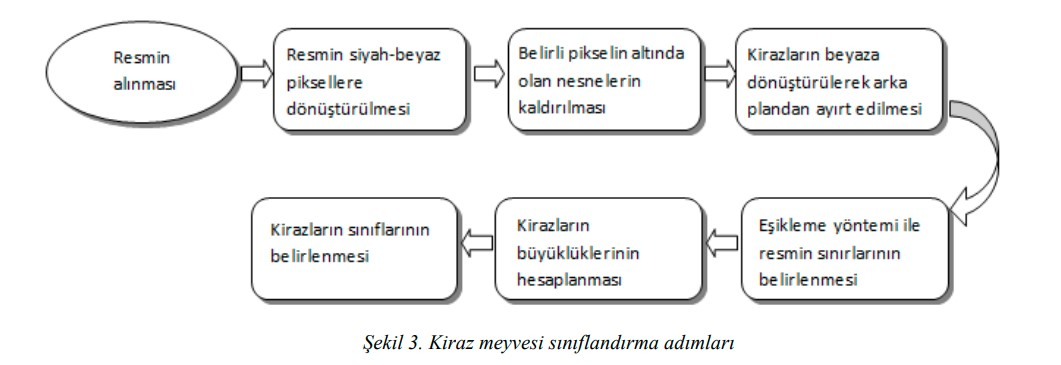 Resmin
alınması
Resmin siyah-beyaz
piksellere
dönüştürülmesi
Belirli pikselin altında
olan nesnelerin
kaldırılması
Kirazların beyaza
dönüştürülerek arka
plandan ayırt edilmesi
Eşikleme yöntemi ile
resmin sınırlarının
belirlenmesi
Kirazların
büyüklüklerinin
hesaplanması
Kirazların sınıflarının
belirlenmesi
Şekil 3. Kiraz meyvesi sınıflandırma adımları